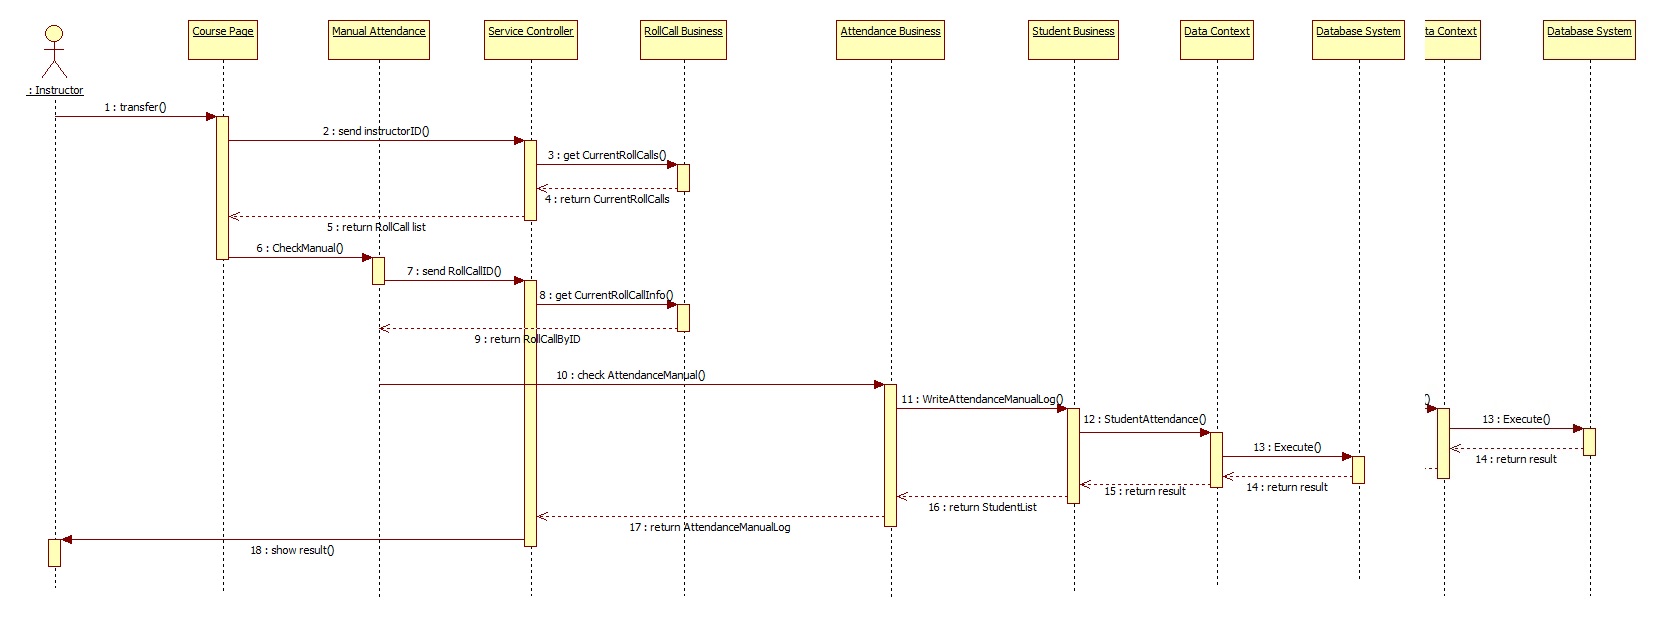 Course Page
Manual Attendance
Service Controller
RollCall Business
Attendance Business
Student Business
Data Context
Database System
ta Context
Database System
: Instructor
1 : transfer()
2 : send instructorID()
3 : get CurrentRollCalls()
4 : return CurrentRollCalls
5 : return RollCall list
6 : CheckManual()
7 : send RollCallID()
8 : get CurrentRollCallInfo()
9 : return RollCallByID
10 : check AttendanceManual()
11 : WriteAttendanceManualLog()
)
12 : StudentAttendance()
13 : Execute()
13 : Execute()
14 : return result
14 : return result
15 : return result
16 : return StudentList
17 : return AttendanceManualLog
18 : show result()